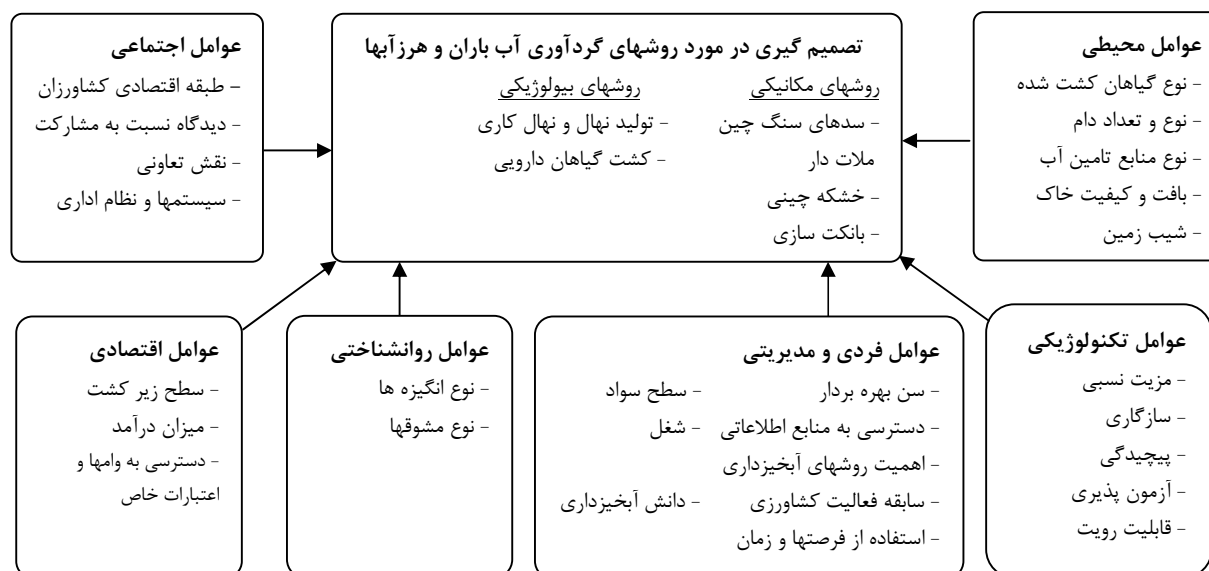 عوامل محیطی
- نوع گیاهان کشت شده
- نوع و تعداد دام
- نوع منابع تامین آب
- بافت و کیفیت خاک
- شیب زمین
تصمیم گیری در مورد روشهای گردآوری آب باران و هرزآبها
روشهای مکانیکی
- سدهای سنگ چین
ملات دار
- خشکه چینی
- بانکت سازی
روشهای بیولوژیکی
- تولید نهال و نهال کاری
- کشت گیاهان دارویی
عوامل اجتماعی
- طبقه اقتصادی کشاورزان
- دیدگاه نسبت به مشارکت
- نقش تعاونی
- سیستمها و نظام اداری
عوامل تکنولوژیکی
- مزیت نسبی
- سازگاری
- پیچیدگی
- آزمون پذیری
- قابلیت رویت
عوامل فردی و مدیریتی
- سن بهره بردار - سطح سواد
- دسترسی به منابع اطلاعاتی - شغل
- اهمیت روشهای آبخیزداری
- سابقه فعالیت کشاورزی - دانش آبخیزداری
- استفاده از فرصتها و زمان
عوامل روانشناختی
- نوع انگیزه ها
- نوع مشوقها
عوامل اقتصادی
- سطح زیر کشت
- میزان درآمد
- دسترسی به وامها و
اعتبارات خاص